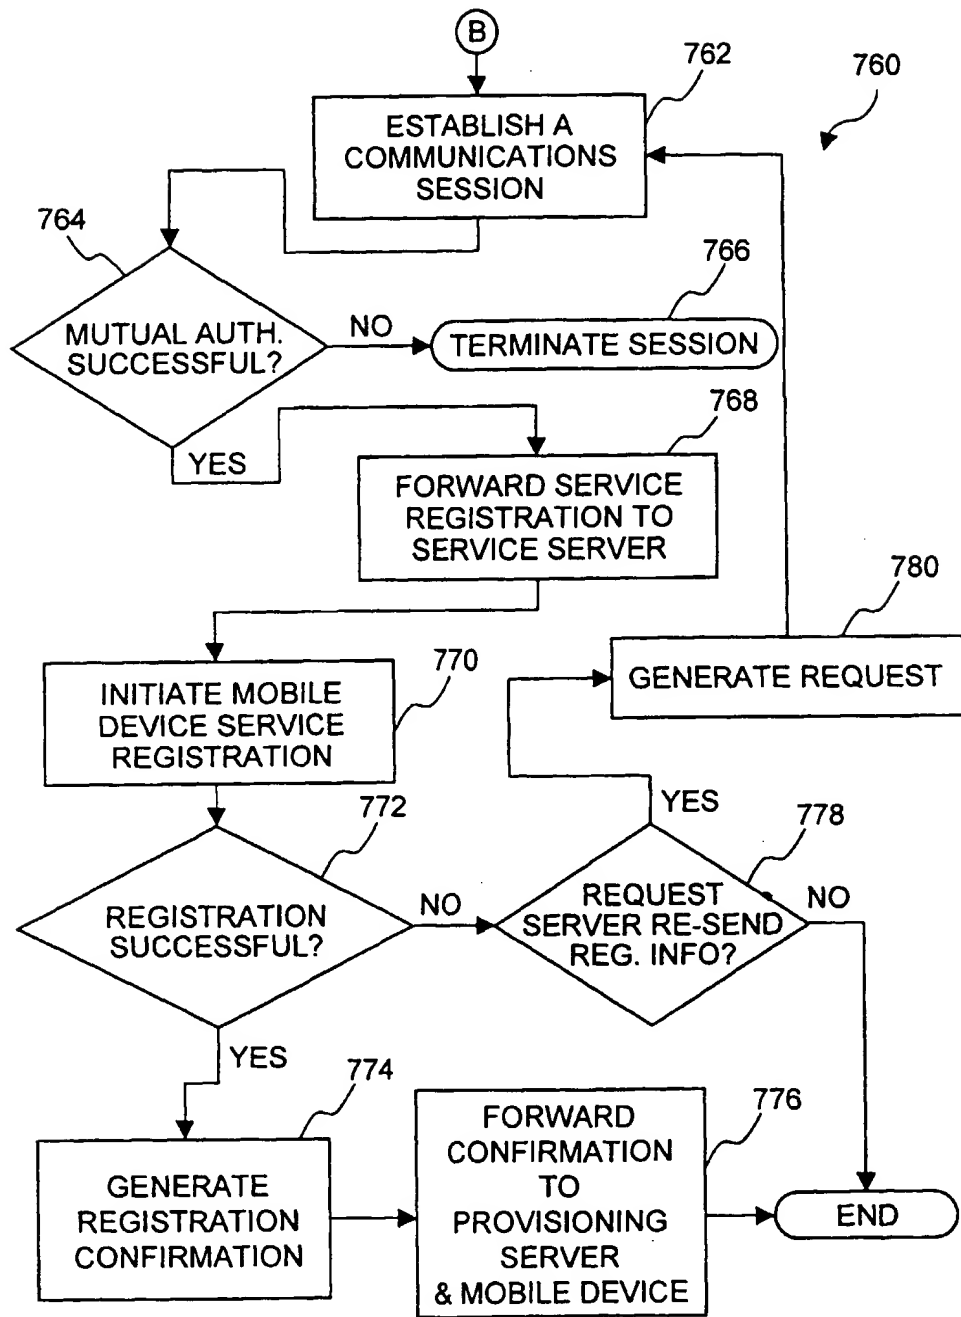 B
762
760
ESTABLISH A
COMMUNICATIONS
SESSION
764
766
MUTUAL AUTH.
SUCCESSFUL?
NO
TERMINATE SESSION
YES
768
FORWARD SERVICE
REGISTRATION TO
SERVICE SERVER
780
GENERATE REQUEST
770
INITIATE MOBILE
DEVICE SERVICE
REGISTRATION
772
YES
778
REGISTRATION
SUCCESSFUL?
NO
REQUEST
SERVER RE-SEND
REG. INFO?
NO
YES
774
GENERATE
REGISTRATION
CONFIRMATION
776
FORWARD
CONFIRMATION
TO
PROVISIONING
SERVER
& MOBILE DEVICE
END